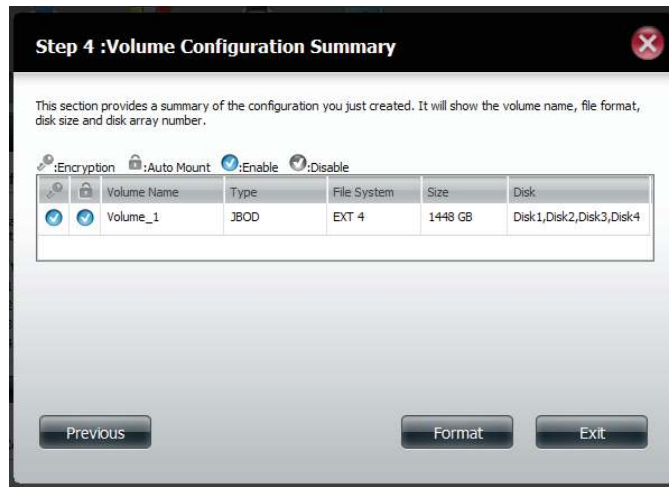 Step 4 :Volume Configuration Summary
This section provides a summary of the configuration you just created. It will show the volume name, file format,
disk size and disk array number.
:Encryption :Auto Mount :Enable :Disable
Volume Name Type File System Size Disk
Volume_1 JBOD EXT 4 1448 GB Disk1,Disk2,Disk3,Disk4
Previous Format Exit